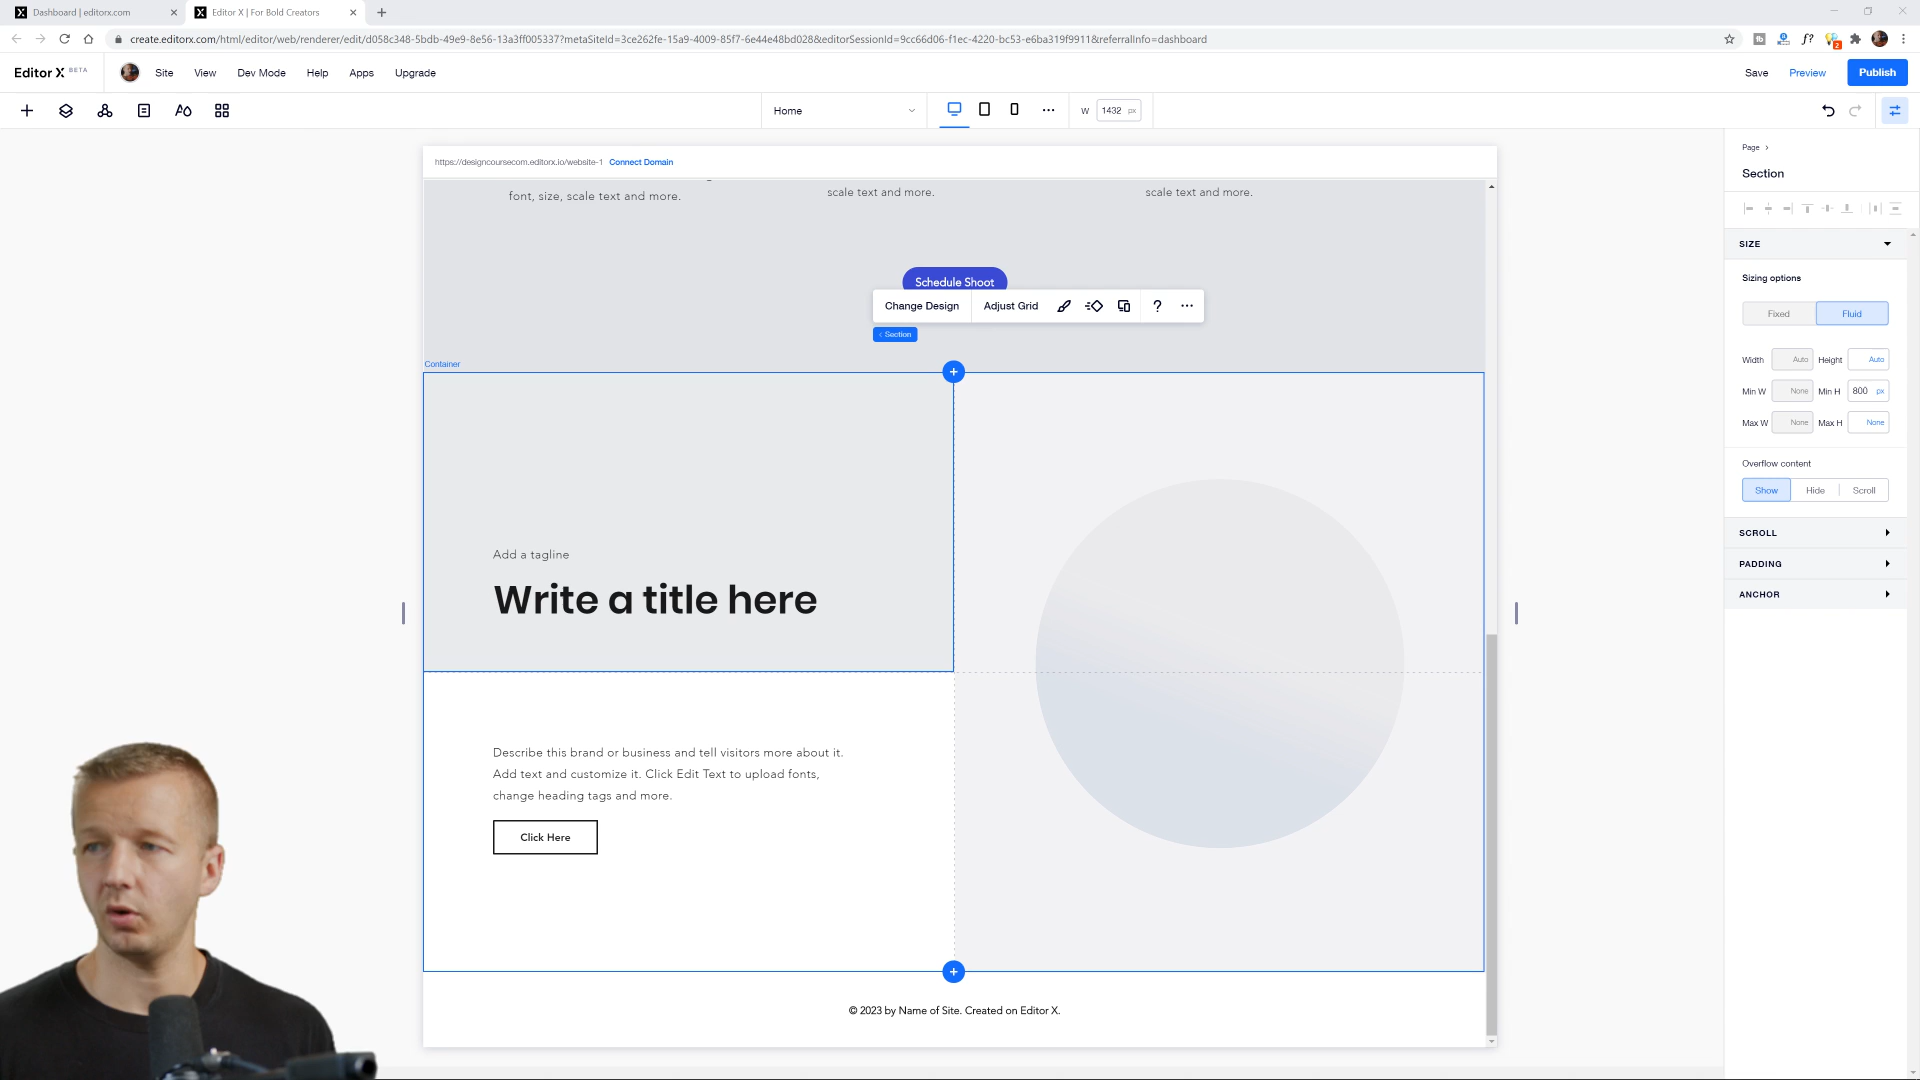 Dashboard | editorx.com
Editor X | For Bold Creators
create.editorx.com/html/editor/web/renderer/edit/d058c348-5bdb-49e9-8e56-13a3ff005337?metaSiteId=3ce262fe-15a9-4009-85f7-6e44e48bd028&editorSessionId=9cc66d06-f1ec-4220-bc53-e6ba319f9911&referralInfo=dashboard
Editor X BETA
Site
View
Dev Mode
Help
Apps
Upgrade
Save
Preview
Publish
Home
W
1432 px
https://designcoursecom.editorx.io/website-1 Connect Domain
font, size, scale text and more.
scale text and more.
scale text and more.
Schedule Shoot
Change Design
Adjust Grid
?
< Section
Container
Add a tagline
Write a title here
Describe this brand or business and tell visitors more about it.
Add text and customize it. Click Edit Text to upload fonts,
change heading tags and more.
Click Here
© 2023 by Name of Site. Created on Editor X.
Page >
Section
SIZE
Sizing options
Fixed
Fluid
Width Auto Height Auto
Min W None Min H 800 px
Max W None Max H None
Overflow content
Show
Hide
Scroll
SCROLL
PADDING
ANCHOR